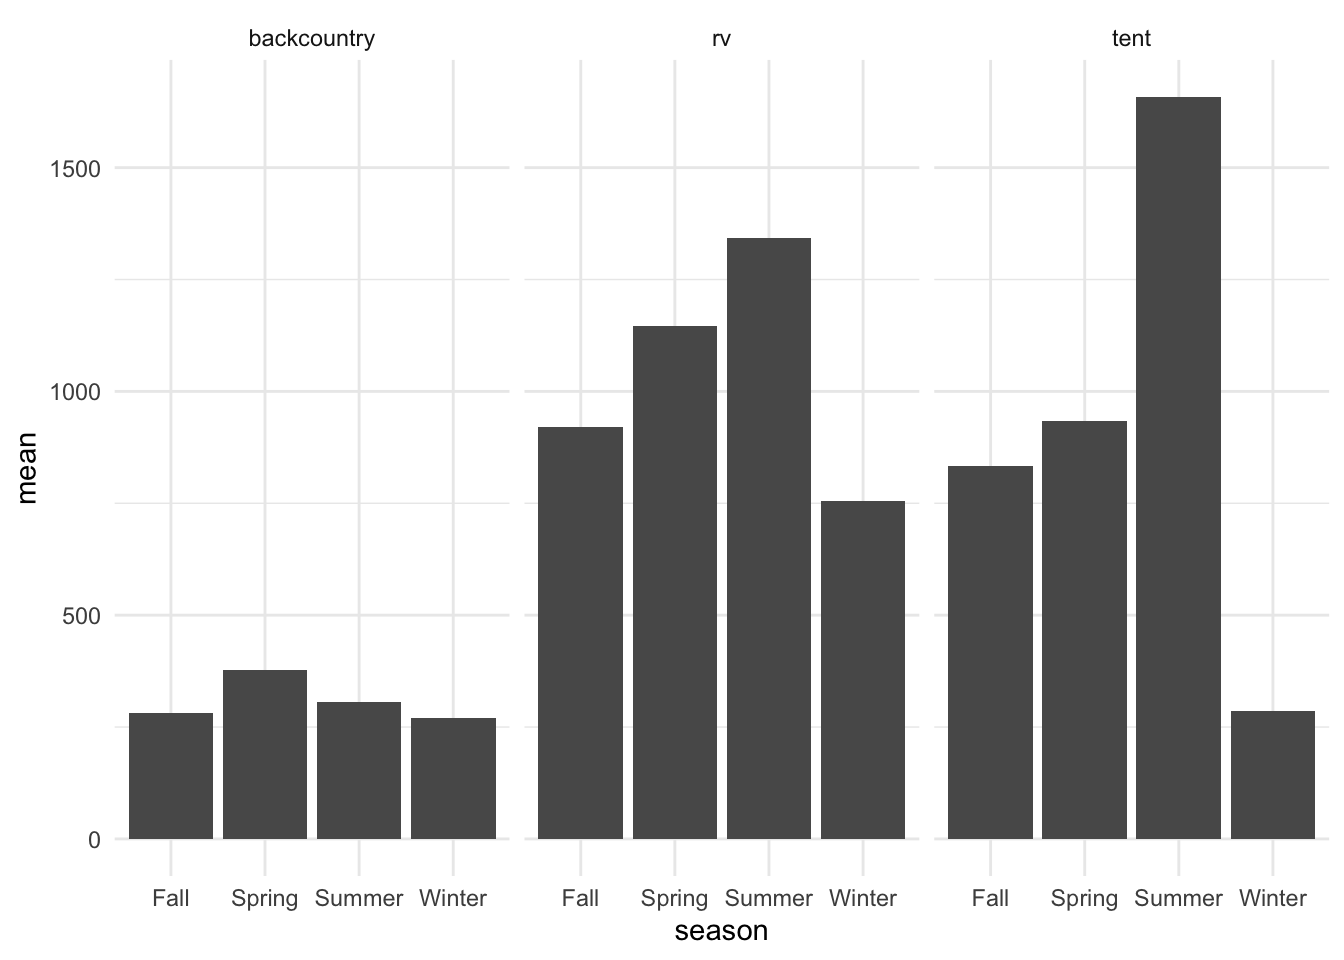 backcountry rv tent
1500
1000
500
0
mean
Fall Spring Summer Winter Fall Spring Summer Winter Fall Spring Summer Winter
season